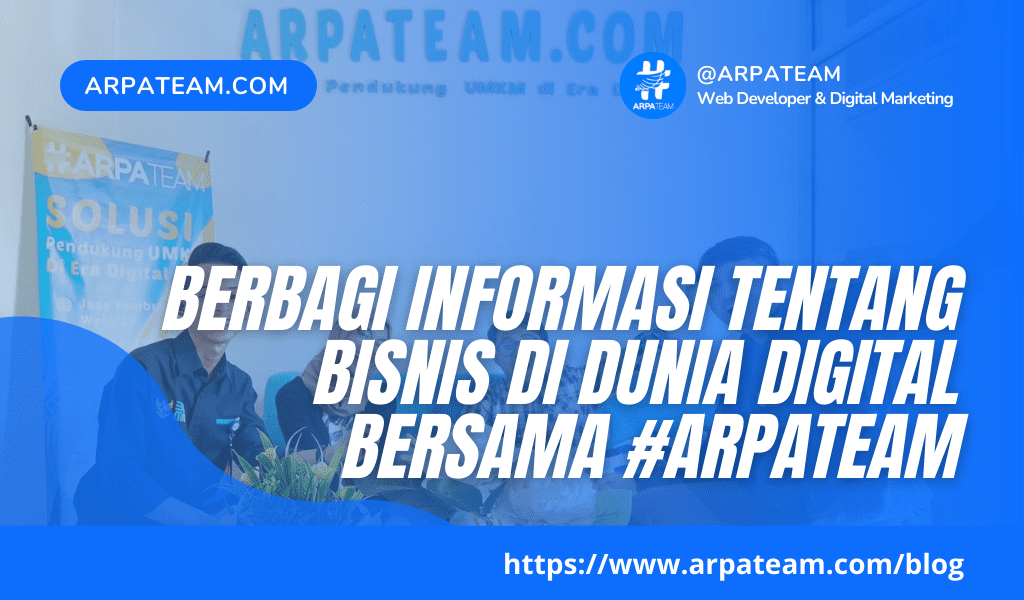 ARPATEAM.COM
Pendukung UMKM di Era
ARPATEAM.COM
@ARPATEAM
Web Developer & Digital Marketing
ARPATEAM
#ARPATEAM
SOLUSI
Pendukung
Di Era Digital
BERBAGI INFORMASI TENTANG
BISNIS DI DUNIA DIGITAL
BERSAMA #ARPATEAM
https://www.arpateam.com/blog